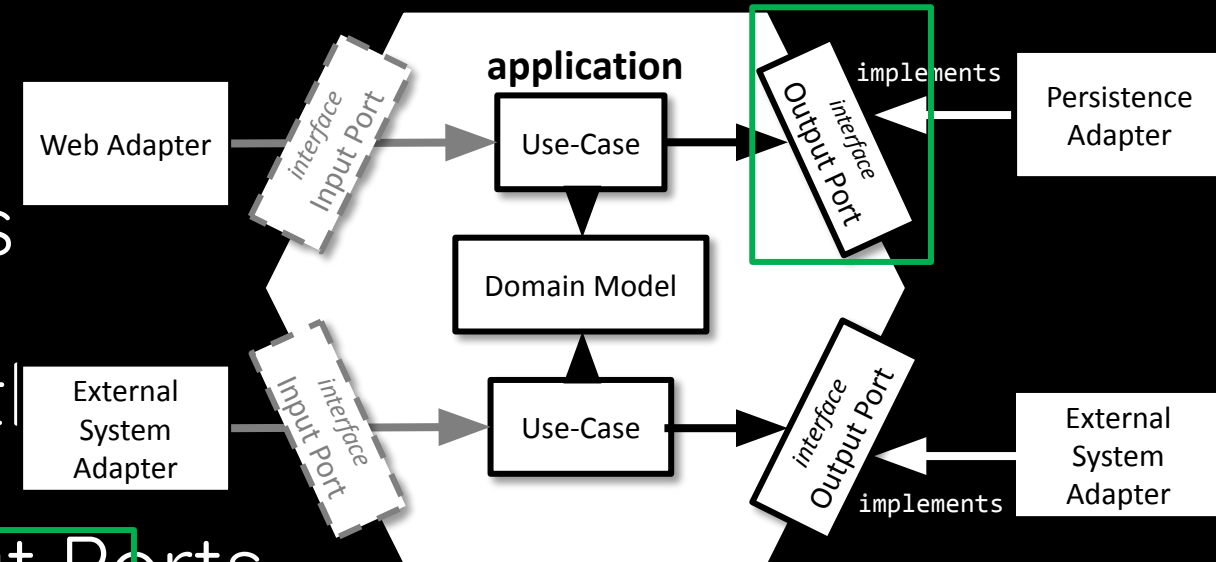 application
implements
Web Adapter
interface
Input Port
Use-Case
interface
Output Port
Persistence
Adapter
s
Domain Model
External
System
Adapter
interface
Input Port
Use-Case
interface
Output Port
External
System
Adapter
implements
Ports